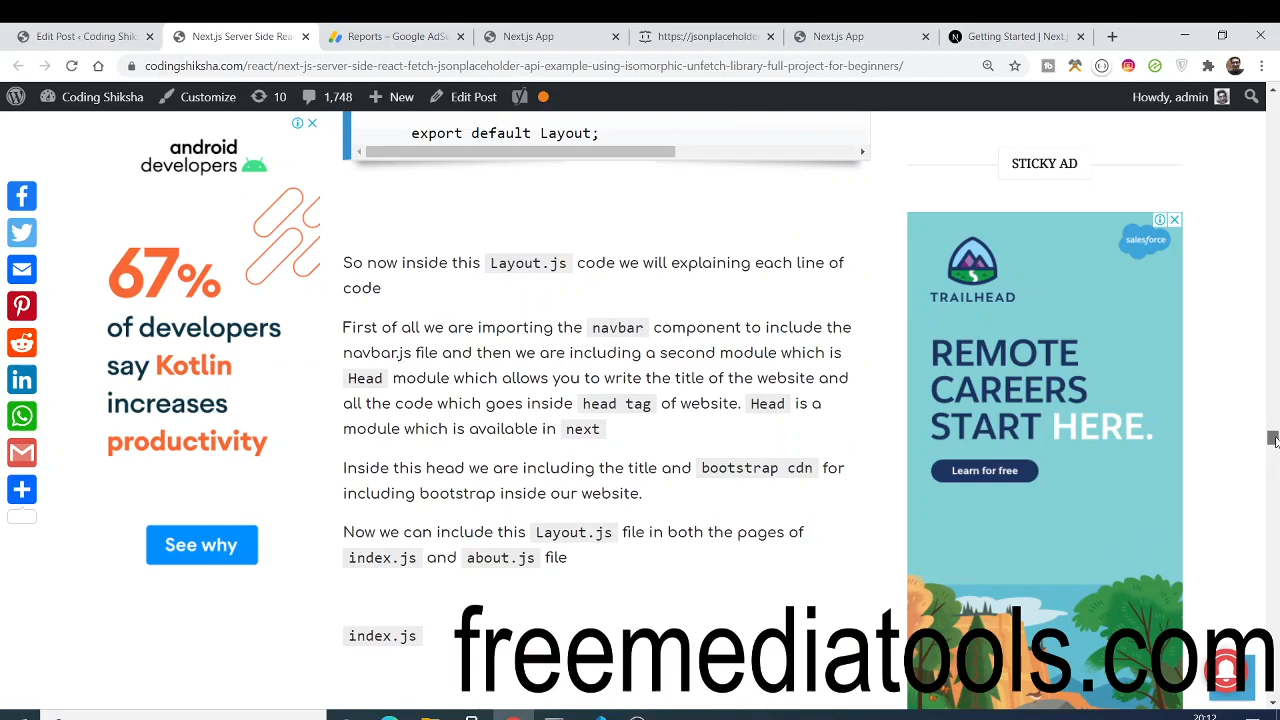 Edit Post ‹ Coding Shik
Next.js Server Side Rea
Reports – Google AdSe
Next.js App
https://jsonplaceholder
Next.js App
Getting Started | Next.j
codingshiksha.com/react/next-js-server-side-react-fetch-jsonplaceholder-api-example-using-isomorphic-unfetch-library-full-project-for-beginners/
Coding Shiksha
Customize
10
1,748
New
Edit Post
Howdy, admin
android
developers
67%
of developers
say Kotlin
increases
productivity
See why
export default Layout;
So now inside this Layout.js code we will explaining each line of
code
First of all we are importing the navbar component to include the
navbar.js file and then we are including a second module which is
Head module which allows you to write the title of the website and
all the code which goes inside head tag of website. Head is a
module which is available in next
Inside this head we are including the title and bootstrap cdn for
including bootstrap inside our website.
Now we can include this Layout.js file in both the pages of
index.js and about.js file
index.js
STICKY AD
salesforce
TRAILHEAD
REMOTE
CAREERS
START HERE.
Learn for free
freemediatools.com
20:12